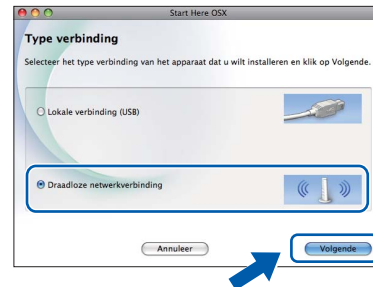 Start Here OSX
Type verbinding
Selecteer het type verbinding van het apparaat dat u wilt installeren en klik op Volgende.
Lokale verbinding (USB)
Draadloze netwerkverbinding
Annuleer
Volgende